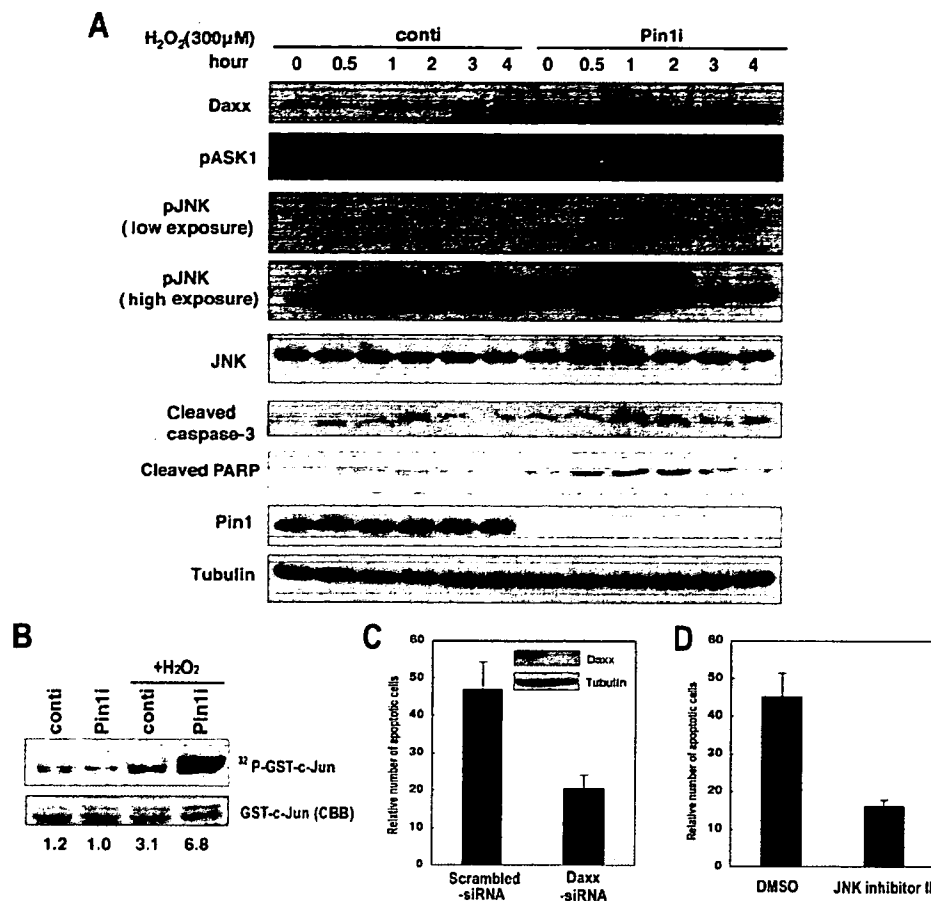 A
H₂O₂(300µM)
conti
Pin1i
hour
0 0.5 1 2 3 4 0 0.5 1 2 3 4
Daxx
pASK1
pJNK
(low exposure)
pJNK
(high exposure)
JNK
Cleaved
caspase-3
Cleaved PARP
Pin1
Tubulin
B
+H₂O₂
conti
Pin1i
conti
Pin1i
³² P-GST-c-Jun
GST-c-Jun (CBB)
1.2 1.0 3.1 6.8
C
Relative number of apoptotic cells
60
50
40
30
20
10
0
Daxx
Tubulin
Scrambled
-siRNA
Daxx
-siRNA
D
Relative number of apoptotic cells
60
50
40
30
20
10
0
DMSO
JNK inhibitor II